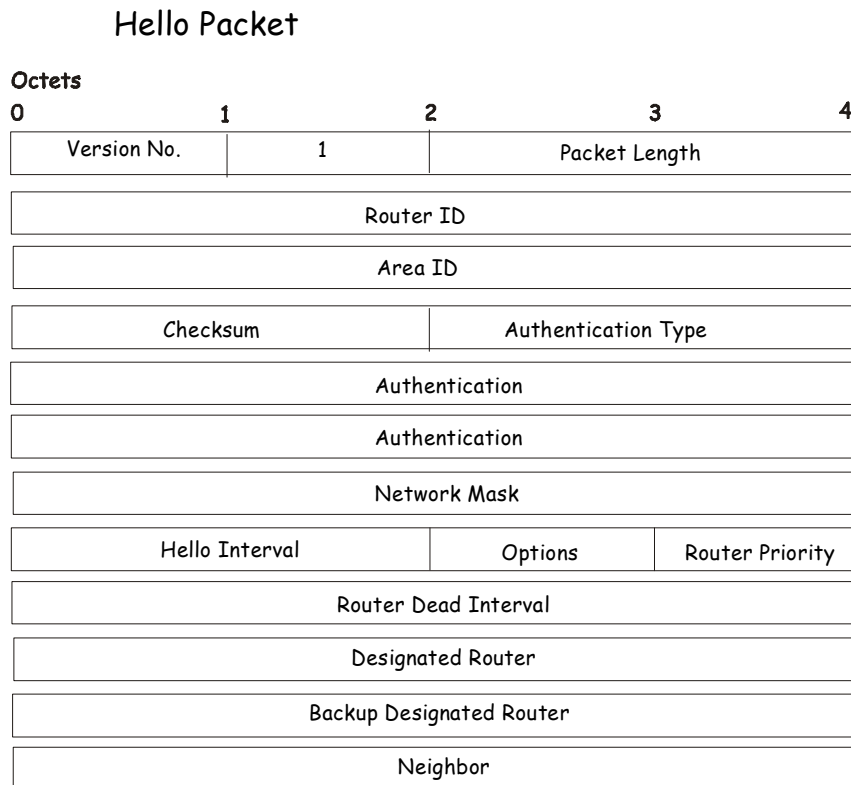 Hello Packet
Octets
0 1 2 3 4
Version No. 1 Packet Length
Router ID
Area ID
Checksum Authentication Type
Authentication
Authentication
Network Mask
Hello Interval Options Router Priority
Router Dead Interval
Designated Router
Backup Designated Router
Neighbor